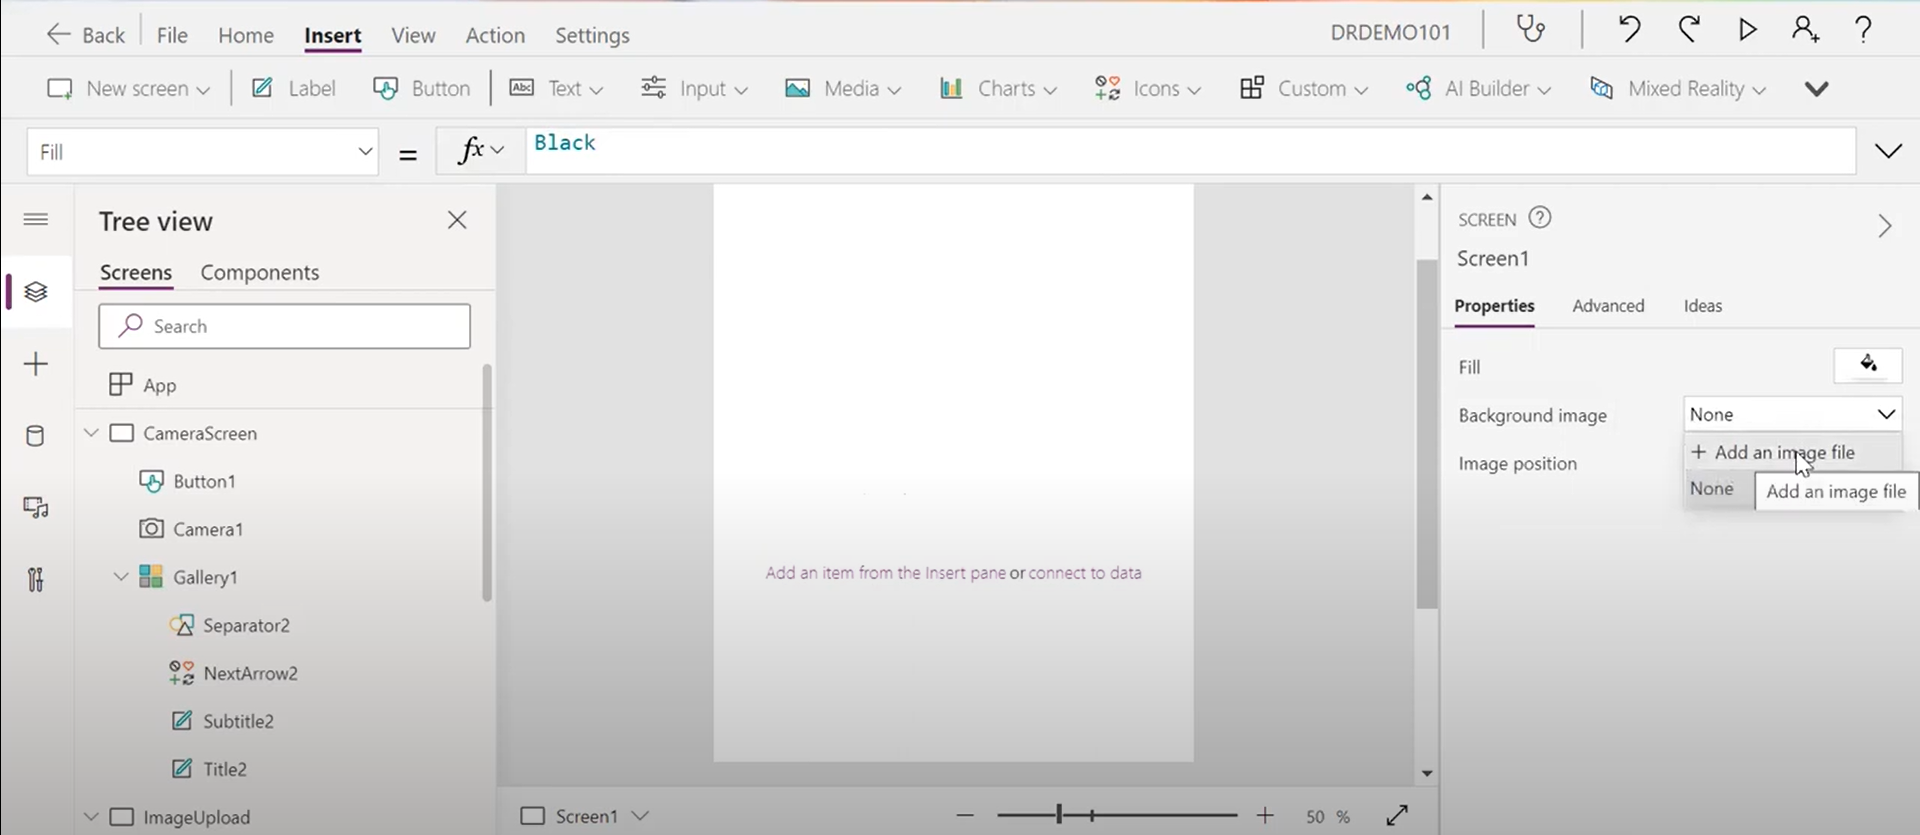 Back File Home Insert View Action Settings DRDEMO101
New screen Label Button Abc Text Input Media Charts Icons Custom AI Builder Mixed Reality
Fill = fx Black
Tree view
Screens Components
Search
App
CameraScreen
Button1
Camera1
Gallery1
Separator2
NextArrow2
Subtitle2
Title2
ImageUpload
Add an item from the Insert pane or connect to data
Screen1 50 %
SCREEN ?
Screen1
Properties Advanced Ideas
Fill
Background image None
+ Add an image file
Image position
None Add an image file